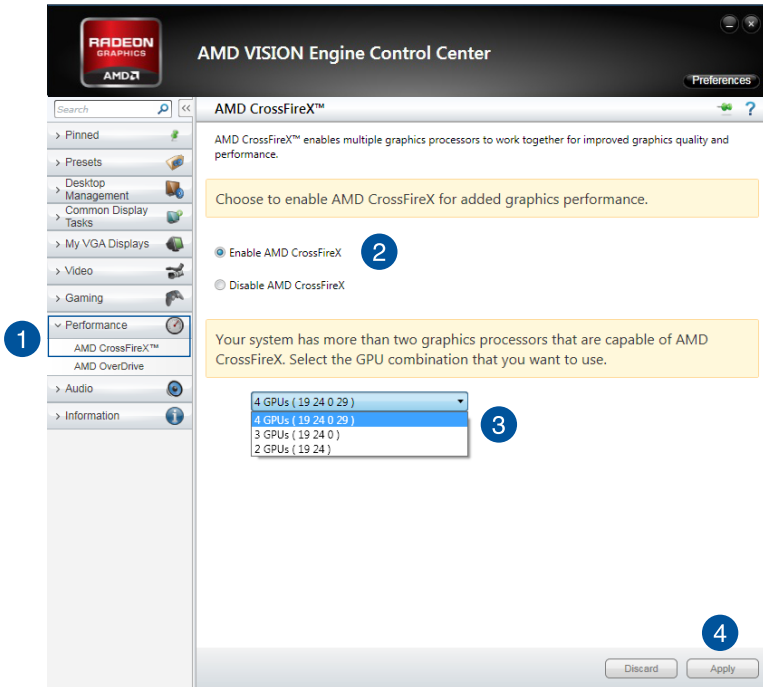 RADEON
GRAPHICS
AMD
AMD VISION Engine Control Center
Preferences
Search
<<
AMD CrossFireX™
?
> Pinned
AMD CrossFireX™ enables multiple graphics processors to work together for improved graphics quality and
performance.
> Presets
> Desktop
Management
Choose to enable AMD CrossFireX for added graphics performance.
> Common Display
Tasks
> My VGA Displays
Enable AMD CrossFireX
2
> Video
Disable AMD CrossFireX
> Gaming
1
Performance
AMD CrossFireX™
AMD OverDrive
> Audio
> Information
Your system has more than two graphics processors that are capable of AMD
CrossFireX. Select the GPU combination that you want to use.
4 GPUs ( 19 24 0 29 )
4 GPUs ( 19 24 0 29 )
3 GPUs ( 19 24 0 )
2 GPUs ( 19 24 )
3
4
Discard
Apply